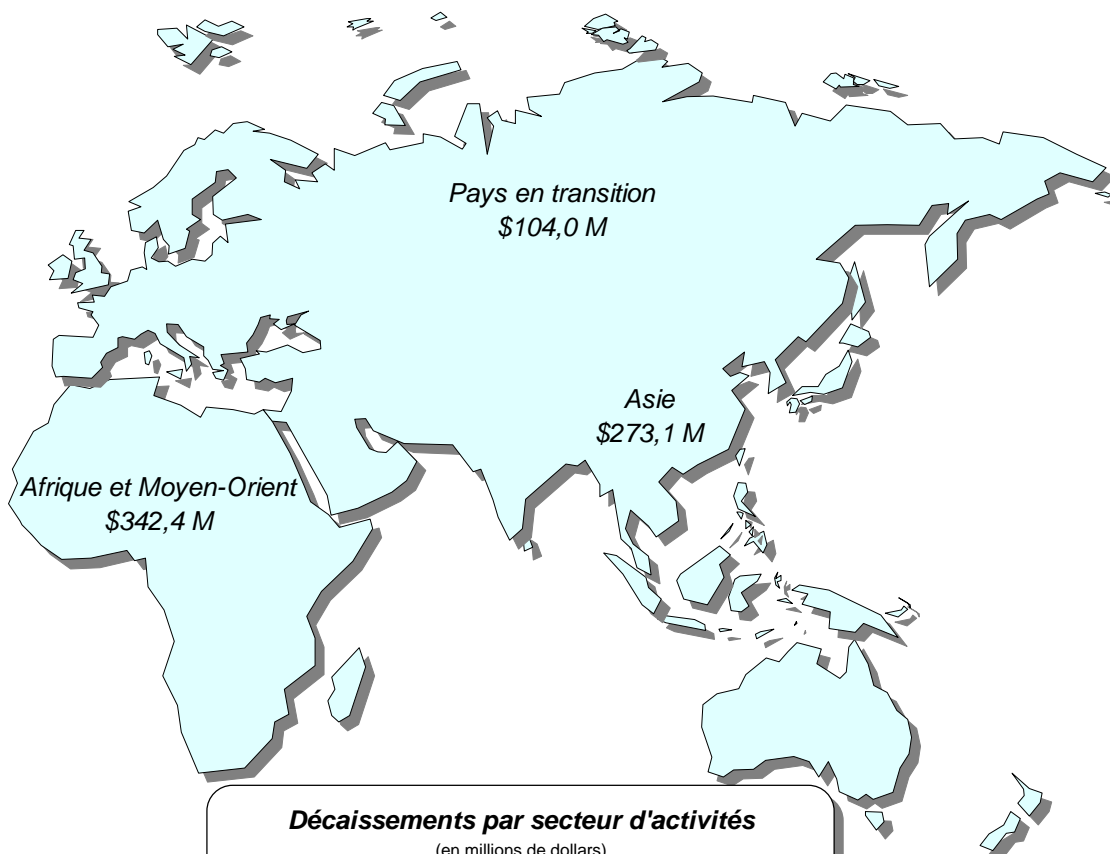 Pays en transition
$104,0 M
Asie
$273,1 M
Afrique et Moyen-Orient
$342,4 M
Décaissements par secteur d'activités
(en millions de dollars)